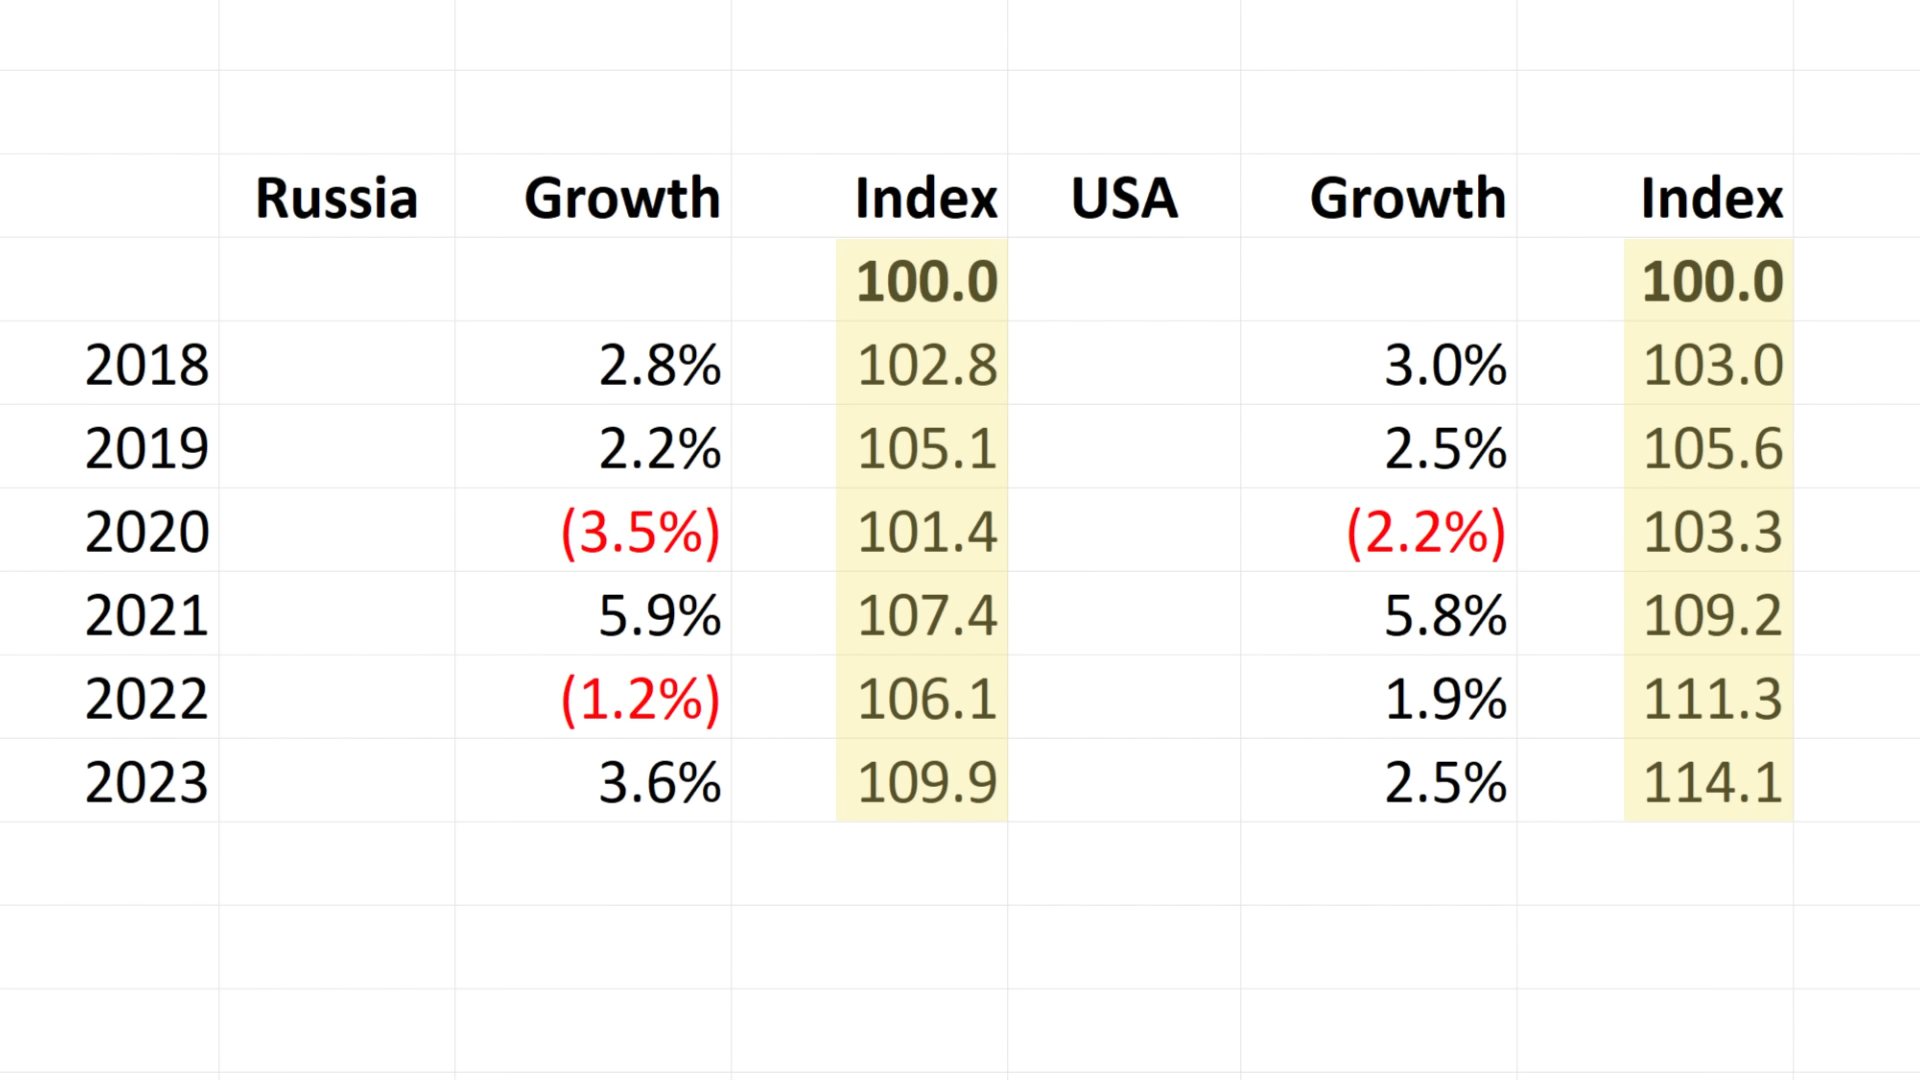 Russia Growth Index USA Growth Index
100.0 100.0
2018 2.8% 102.8 3.0% 103.0
2019 2.2% 105.1 2.5% 105.6
2020 (3.5%) 101.4 (2.2%) 103.3
2021 5.9% 107.4 5.8% 109.2
2022 (1.2%) 106.1 1.9% 111.3
2023 3.6% 109.9 2.5% 114.1